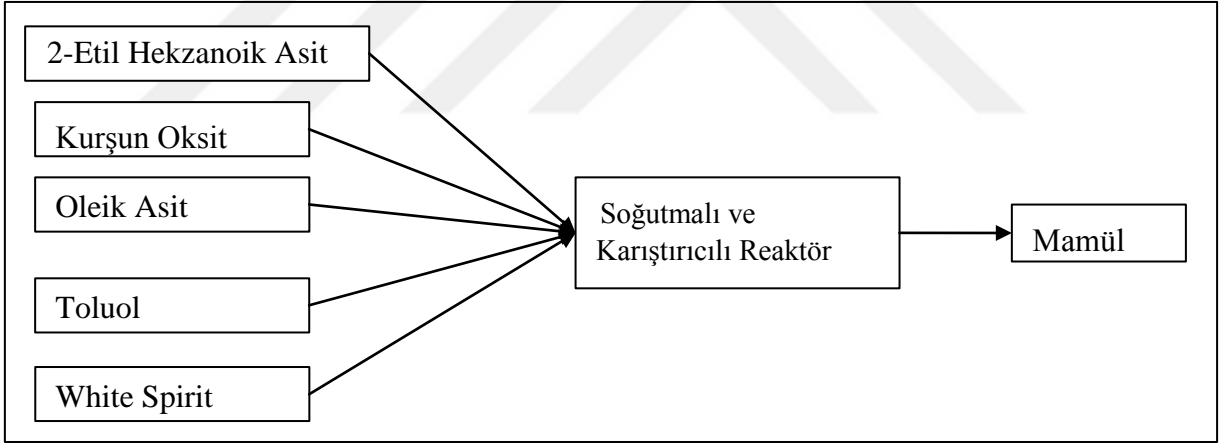 2-Etil Hekzanoik Asit
Kurşun Oksit
Oleik Asit
Toluol
White Spirit
Soğutmalı ve
Karıştırıcılı Reaktör
Mamül